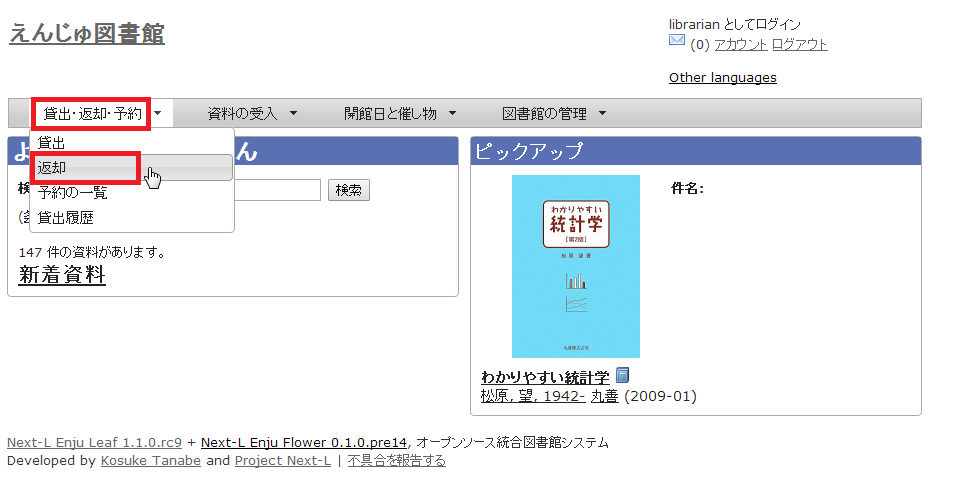 えんじゅ図書館
librarian としてログイン
(0) アカウント ログアウト
Other languages
貸出・返却・予約 資料の受入 開館日と催し物 図書館の管理
貸出
返却
予約の一覧
貸出履歴
よ ん
検 検索
147 件の資料があります。
新着資料
ピックアップ
件名:
わかりやすい
統計学
[第2版]
松原 望 著
丸善株式会社
わかりやすい統計学
松原, 望, 1942- 丸善 (2009-01)
Next-L Enju Leaf 1.1.0.rc9 + Next-L Enju Flower 0.1.0.pre14, オープンソース統合図書館システム
Developed by Kosuke Tanabe and Project Next-L | 不具合を報告する